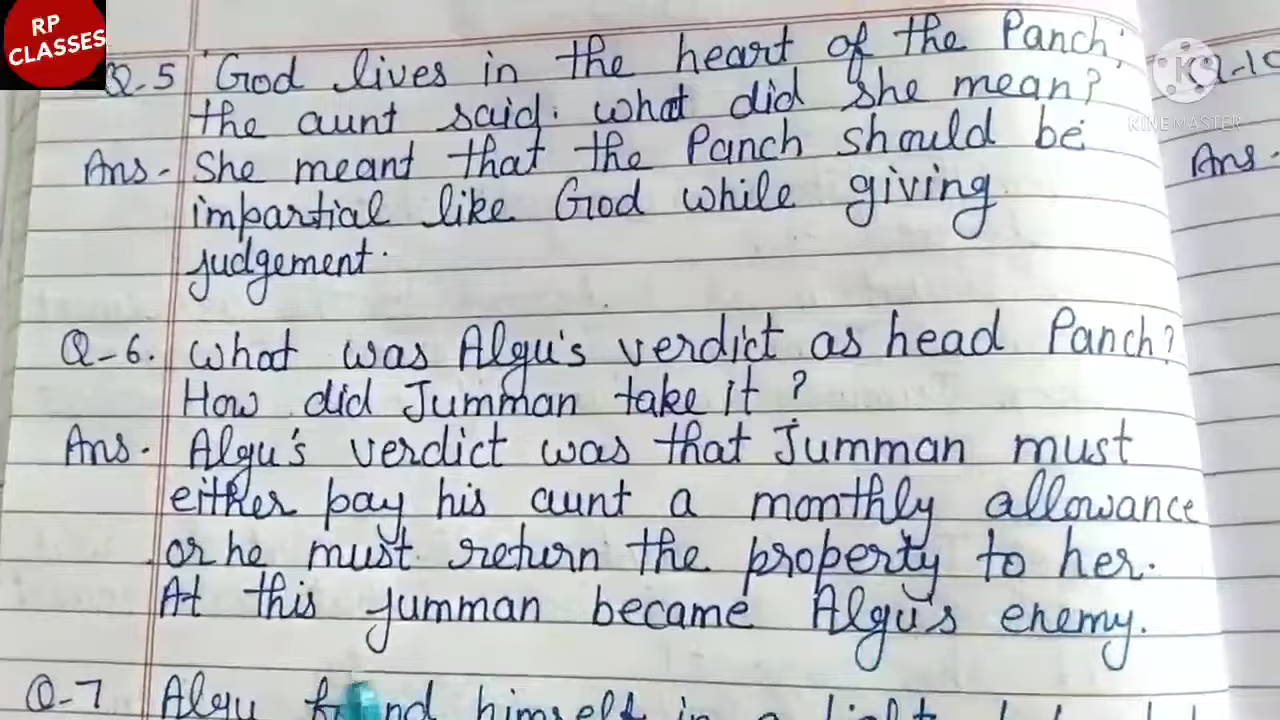 RP
CLASSES
Q-5 'God lives in the heart of the Panch',
the aunt said. what did she mean?
Ans - She meant that the Panch should be
impartial like God while giving
judgement.
Q-6. What was Algu's verdict as head Panch?
How did Jumman take it?
Ans. Algu's verdict was that Jumman must
either pay his aunt a monthly allowance
or he must return the property to her.
At this Jumman became Algu's enemy.
Q-7 Algu found himself in a
Q-10
Ans.
K
KINEMASTER